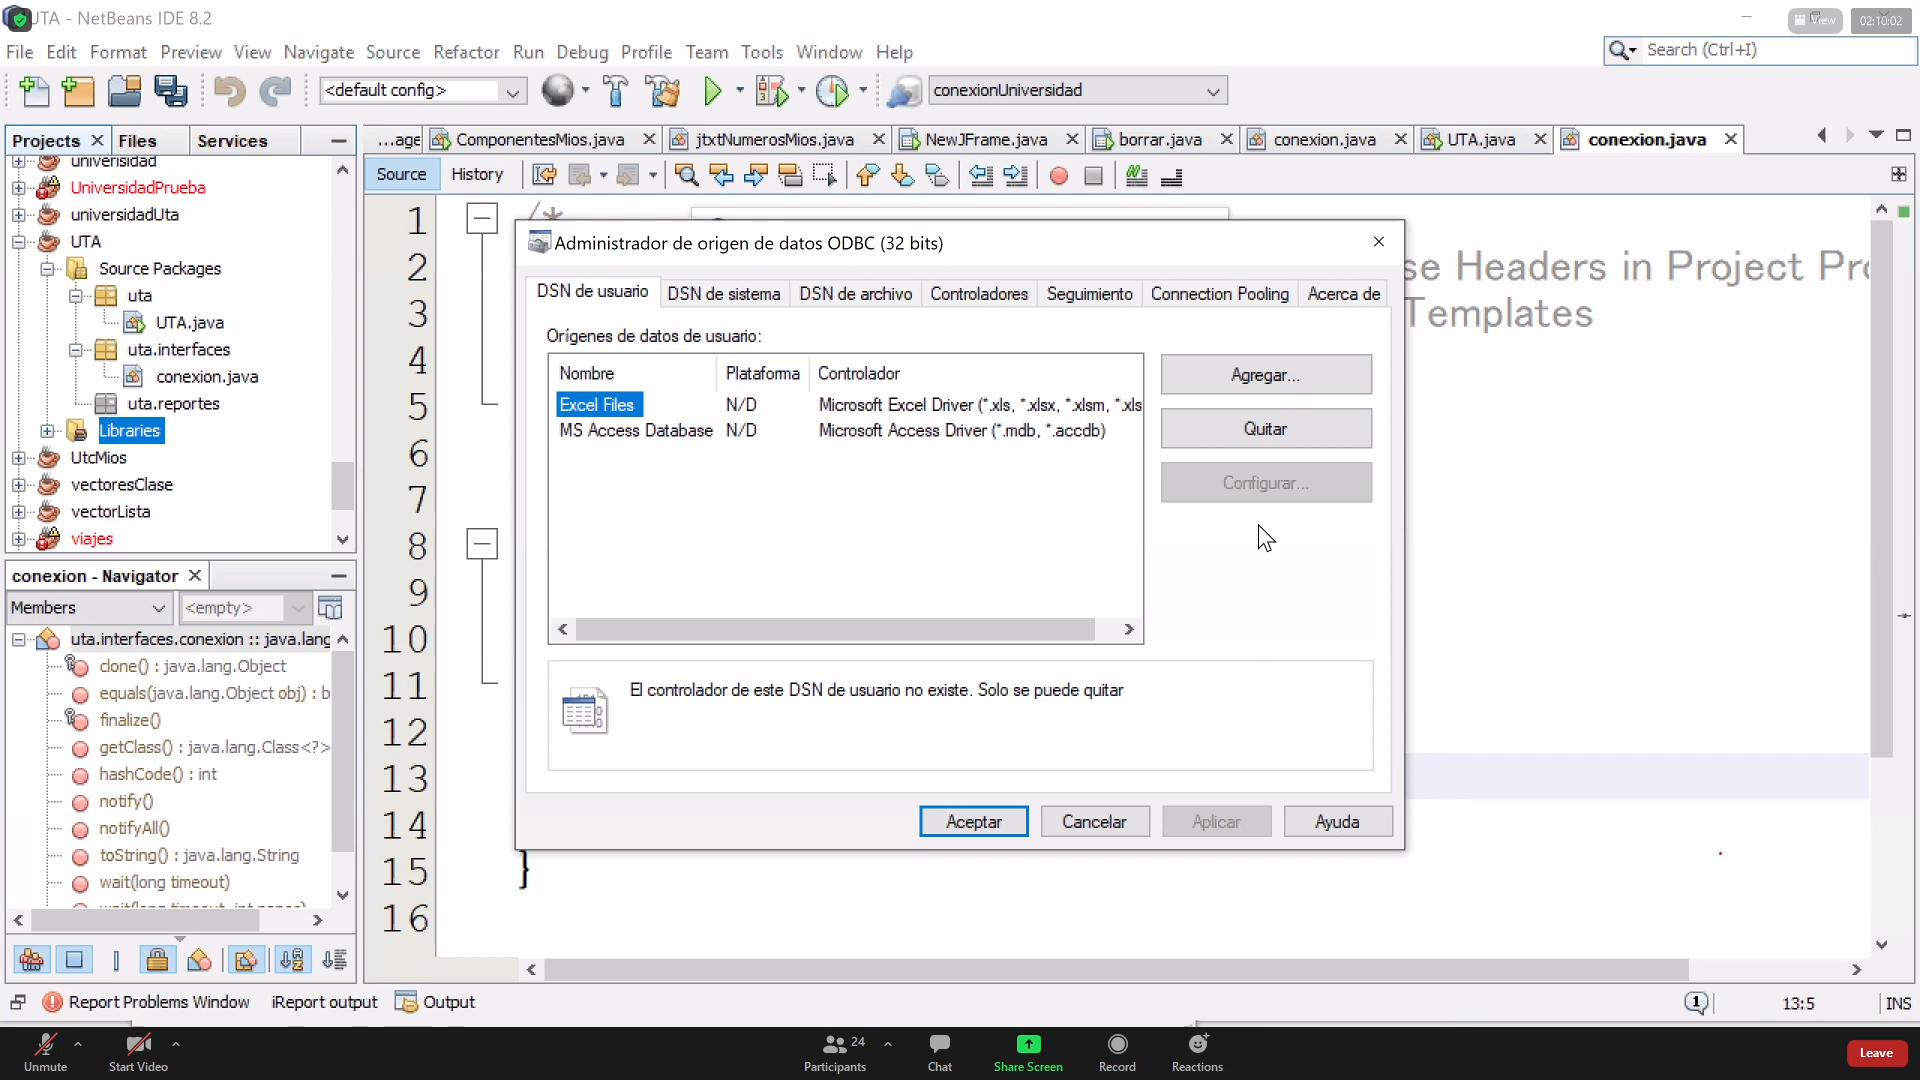 UTA - NetBeans IDE 8.2
View
02:10:02
File Edit Format Preview View Navigate Source Refactor Run Debug Profile Team Tools Window Help
Search (Ctrl+I)
<default config>
conexionUniversidad
Projects Files Services
...age ComponentesMios.java jtxtNumerosMios.java NewJFrame.java borrar.java conexion.java UTA.java conexion.java
Source History
univerisidad
UniversidadPrueba
universidadUta
UTA
Source Packages
uta
UTA.java
uta.interfaces
conexion.java
uta.reportes
Libraries
UtcMios
vectoresClase
vectorLista
viajes
conexion - Navigator
Members <empty>
uta.interfaces.conexion :: java.lang
clone() : java.lang.Object
equals(java.lang.Object obj) : b
finalize()
getClass() : java.lang.Class<?>
hashCode() : int
notify()
notifyAll()
toString() : java.lang.String
wait(long timeout)
1 /*
2 se Headers in Project Pr
3 Templates
4
5
6
7
8
9
10
11
12
13
14
15 }
16
Administrador de origen de datos ODBC (32 bits)
DSN de usuario DSN de sistema DSN de archivo Controladores Seguimiento Connection Pooling Acerca de
Orígenes de datos de usuario:
Nombre Plataforma Controlador
Excel Files N/D Microsoft Excel Driver (*.xls, *.xlsx, *.xlsm, *.xls
MS Access Database N/D Microsoft Access Driver (*.mdb, *.accdb)
Agregar...
Quitar
Configurar...
El controlador de este DSN de usuario no existe. Solo se puede quitar
Aceptar Cancelar Aplicar Ayuda
Report Problems Window iReport output Output
1 13:5 INS
Unmute Start Video Participants 24 Chat Share Screen Record Reactions Leave